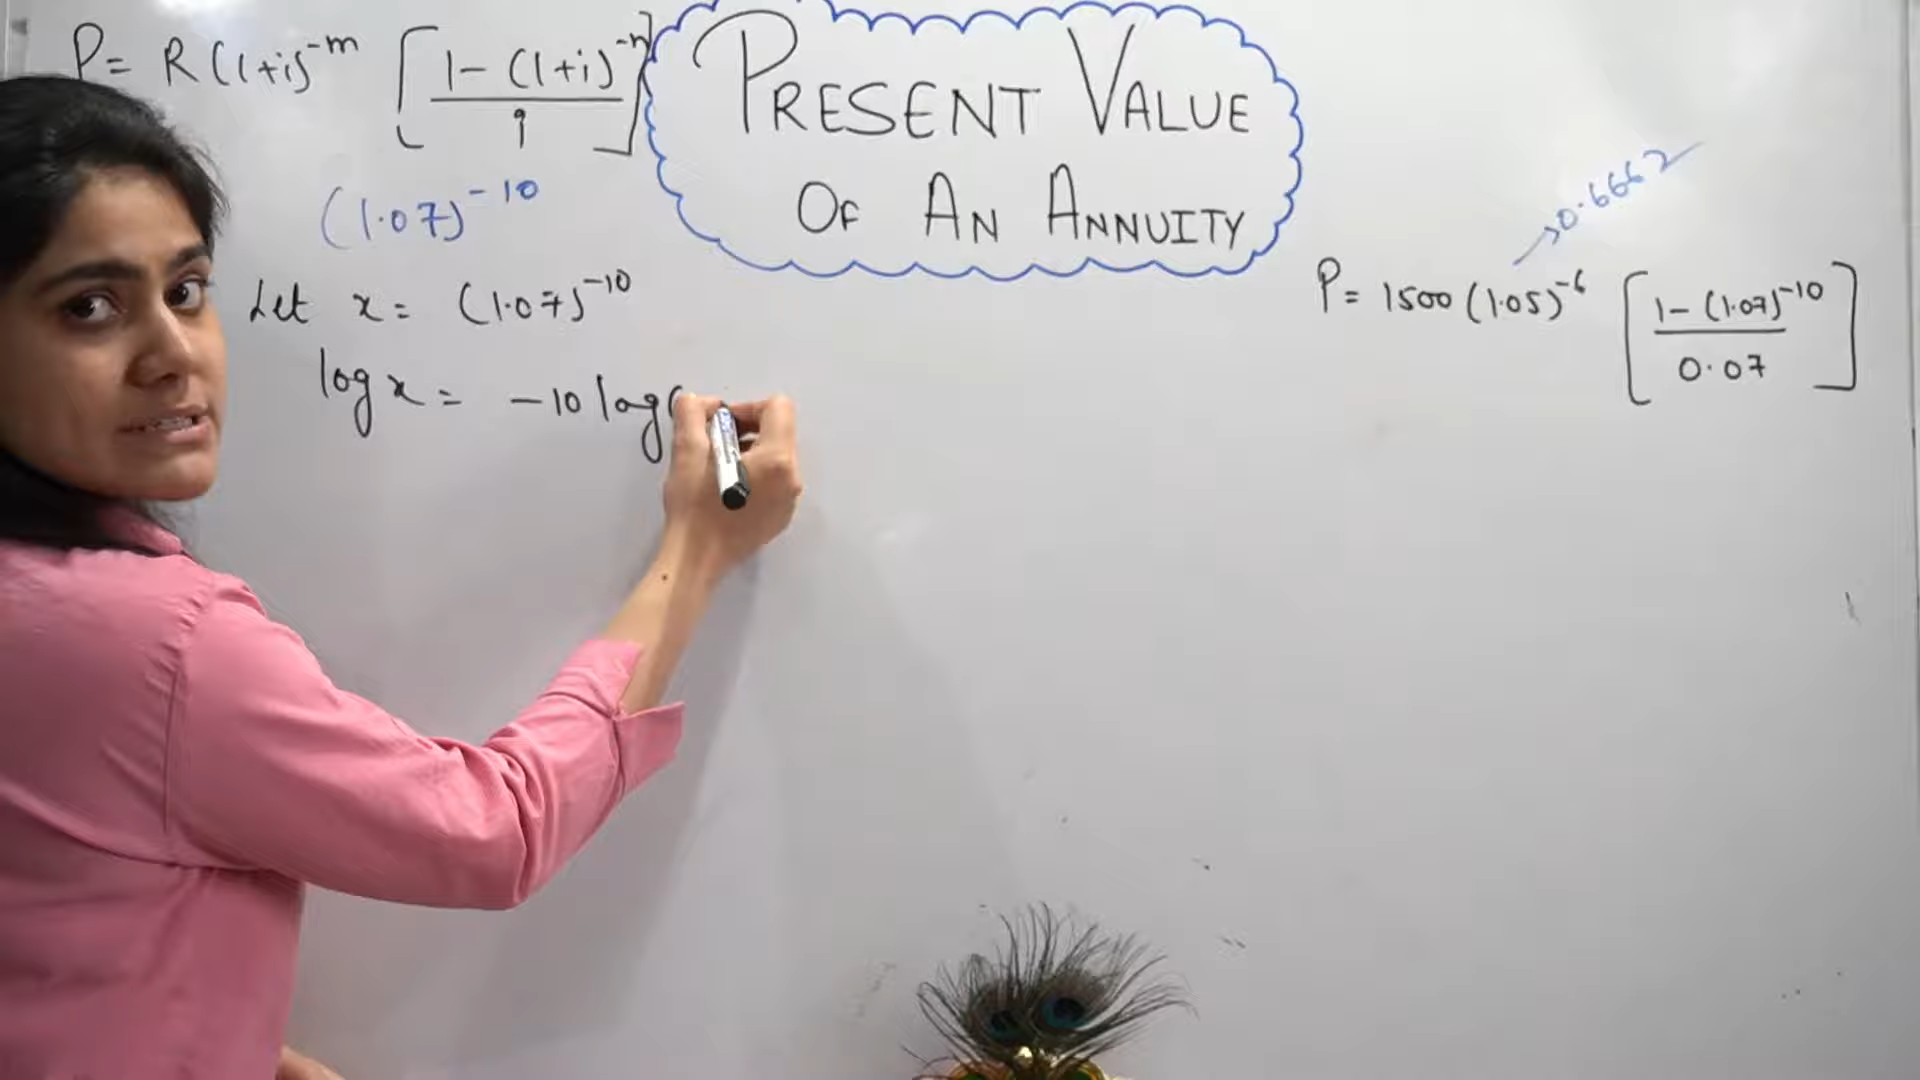 P = R(1+i)^-m [ 1-(1+i)^-n / i ]
PRESENT VALUE
OF AN ANNUITY
(1.07)^-10
Let x = (1.07)^-10
log x = -10 log(
0.6662
P = 1500 (1.05)^-6 [ 1-(1.07)^-10 / 0.07 ]